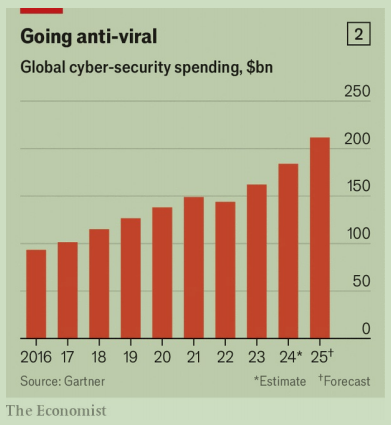 Going anti-viral
2
Global cyber-security spending, $bn
250
200
150
100
50
0
2016 17 18 19 20 21 22 23 24* 25†
Source: Gartner *Estimate †Forecast
The Economist